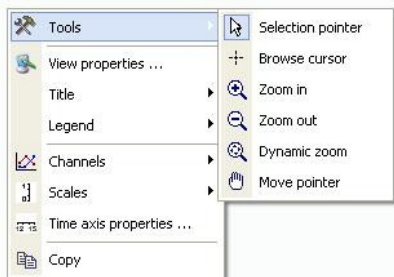 Tools
View properties ...
Title
Legend
Channels
Scales
Time axis properties ...
Copy
Selection pointer
Browse cursor
Zoom in
Zoom out
Dynamic zoom
Move pointer